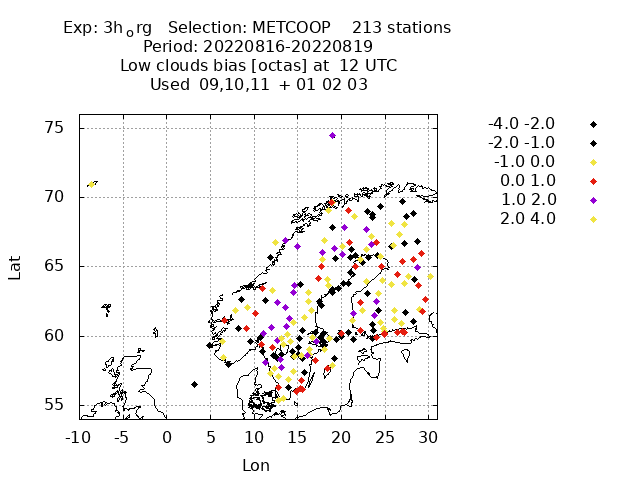 Exp: 3h_org   Selection: METCOOP    213 stations
Period: 20220816-20220819
Low clouds bias [octas] at  12 UTC
Used  09,10,11  + 01 02 03
-4.0 -2.0
-2.0 -1.0
-1.0 0.0
0.0 1.0
1.0 2.0
2.0 4.0
75
70
65
60
55
Lat
-10 -5 0 5 10 15 20 25 30
Lon